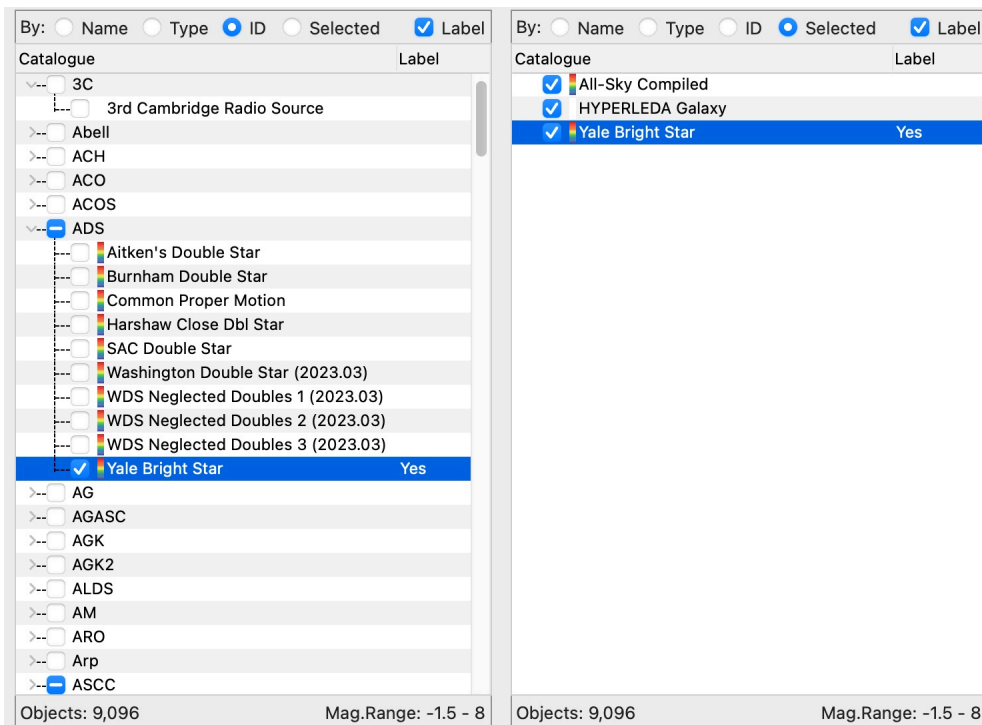 By: Name Type ID Selected Label
Catalogue Label
3C
3rd Cambridge Radio Source
Abell
ACH
ACO
ACOS
ADS
Aitken's Double Star
Burnham Double Star
Common Proper Motion
Harshaw Close Dbl Star
SAC Double Star
Washington Double Star (2023.03)
WDS Neglected Doubles 1 (2023.03)
WDS Neglected Doubles 2 (2023.03)
WDS Neglected Doubles 3 (2023.03)
Yale Bright Star Yes
AG
AGASC
AGK
AGK2
ALDS
AM
ARO
Arp
ASCC
Objects: 9,096 Mag.Range: -1.5 - 8
By: Name Type ID Selected Label
Catalogue Label
All-Sky Compiled
HYPERLEDA Galaxy
Yale Bright Star Yes
Objects: 9,096 Mag.Range: -1.5 - 8